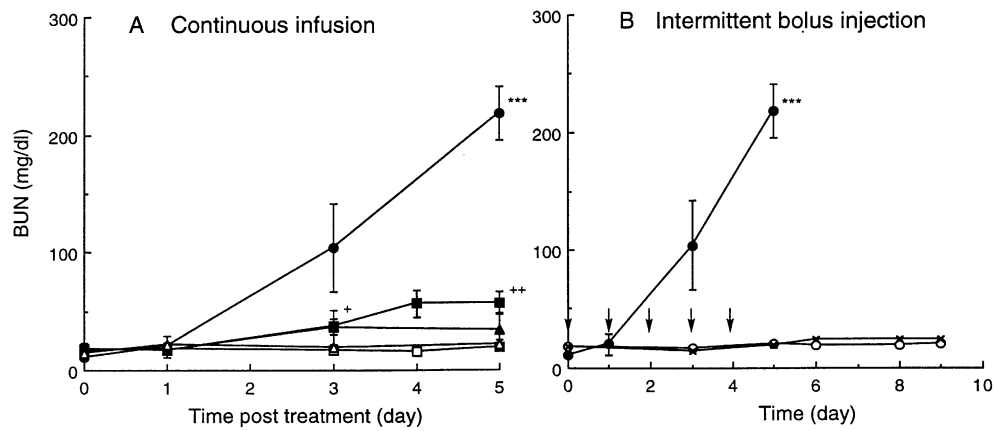 A Continuous infusion
300
200
100
0
BUN (mg/dl)
***
++
+
0 1 2 3 4 5
Time post treatment (day)
B Intermittent bolus injection
300
200
100
0
***
0 2 4 6 8 10
Time (day)